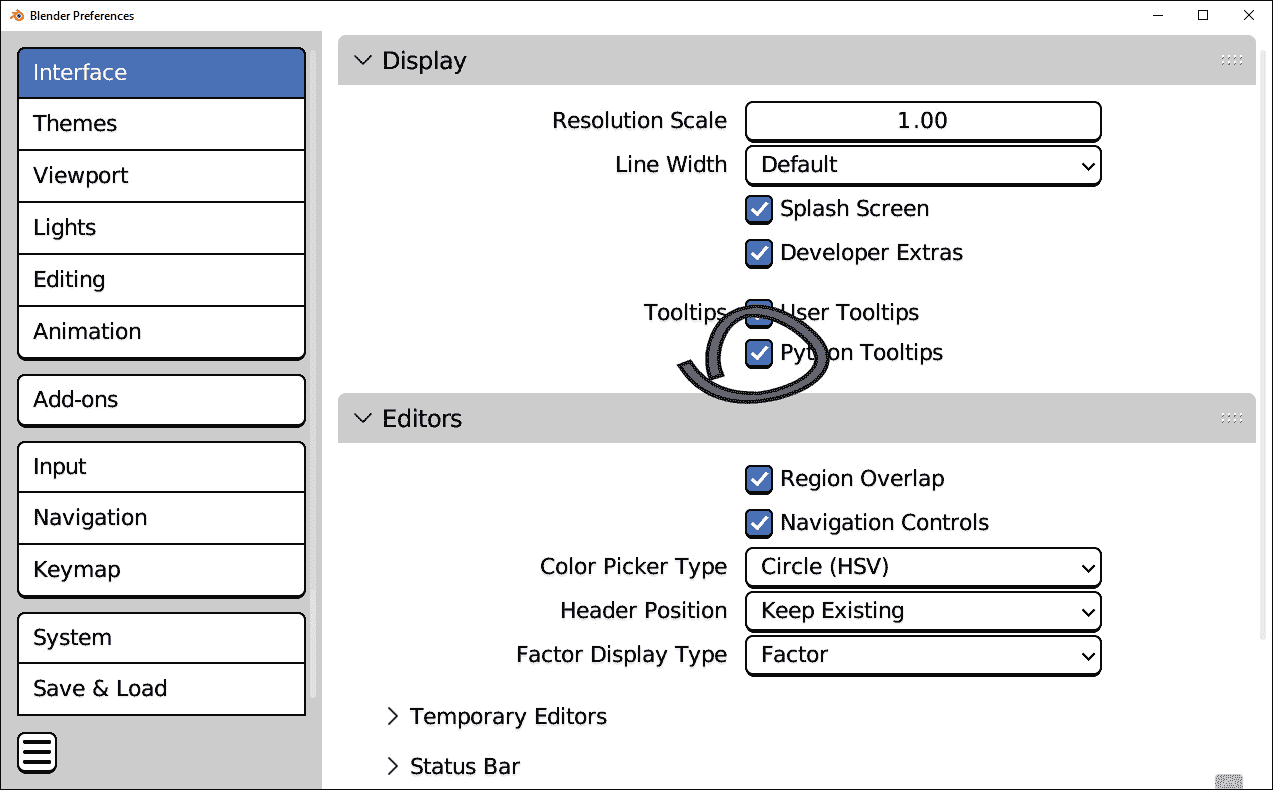 Blender Preferences
Interface
Themes
Viewport
Lights
Editing
Animation
Add-ons
Input
Navigation
Keymap
System
Save & Load
Display
Resolution Scale 1.00
Line Width Default
Splash Screen
Developer Extras
Tooltips User Tooltips
Python Tooltips
Editors
Region Overlap
Navigation Controls
Color Picker Type Circle (HSV)
Header Position Keep Existing
Factor Display Type Factor
Temporary Editors
Status Bar